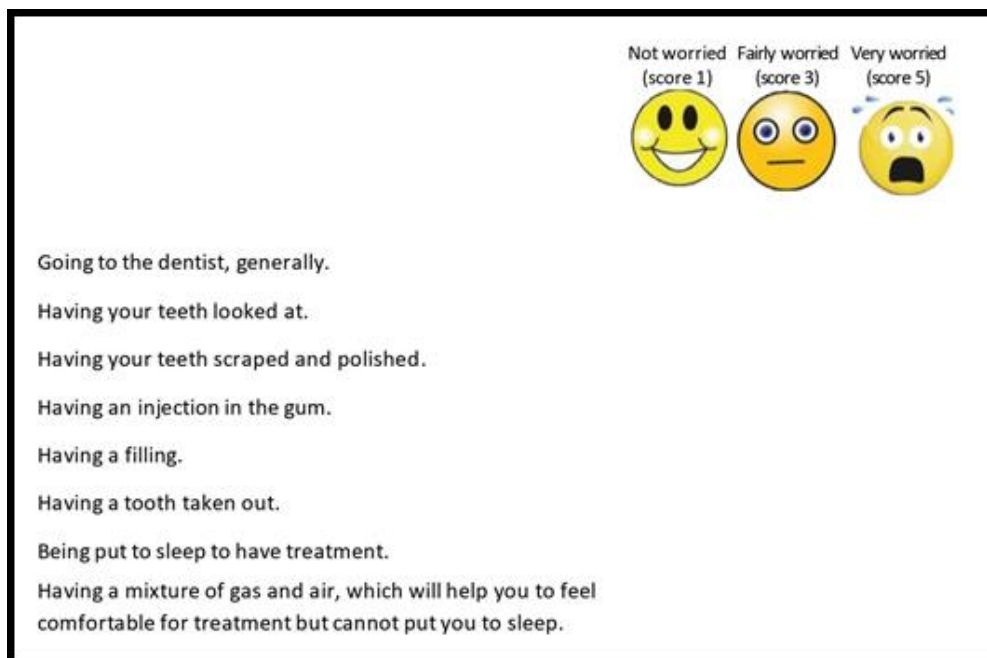 Not worried Fairly worried Very worried
(score 1) (score 3) (score 5)
Going to the dentist, generally.
Having your teeth looked at.
Having your teeth scraped and polished.
Having an injection in the gum.
Having a filling.
Having a tooth taken out.
Being put to sleep to have treatment.
Having a mixture of gas and air, which will help you to feel
comfortable for treatment but cannot put you to sleep.